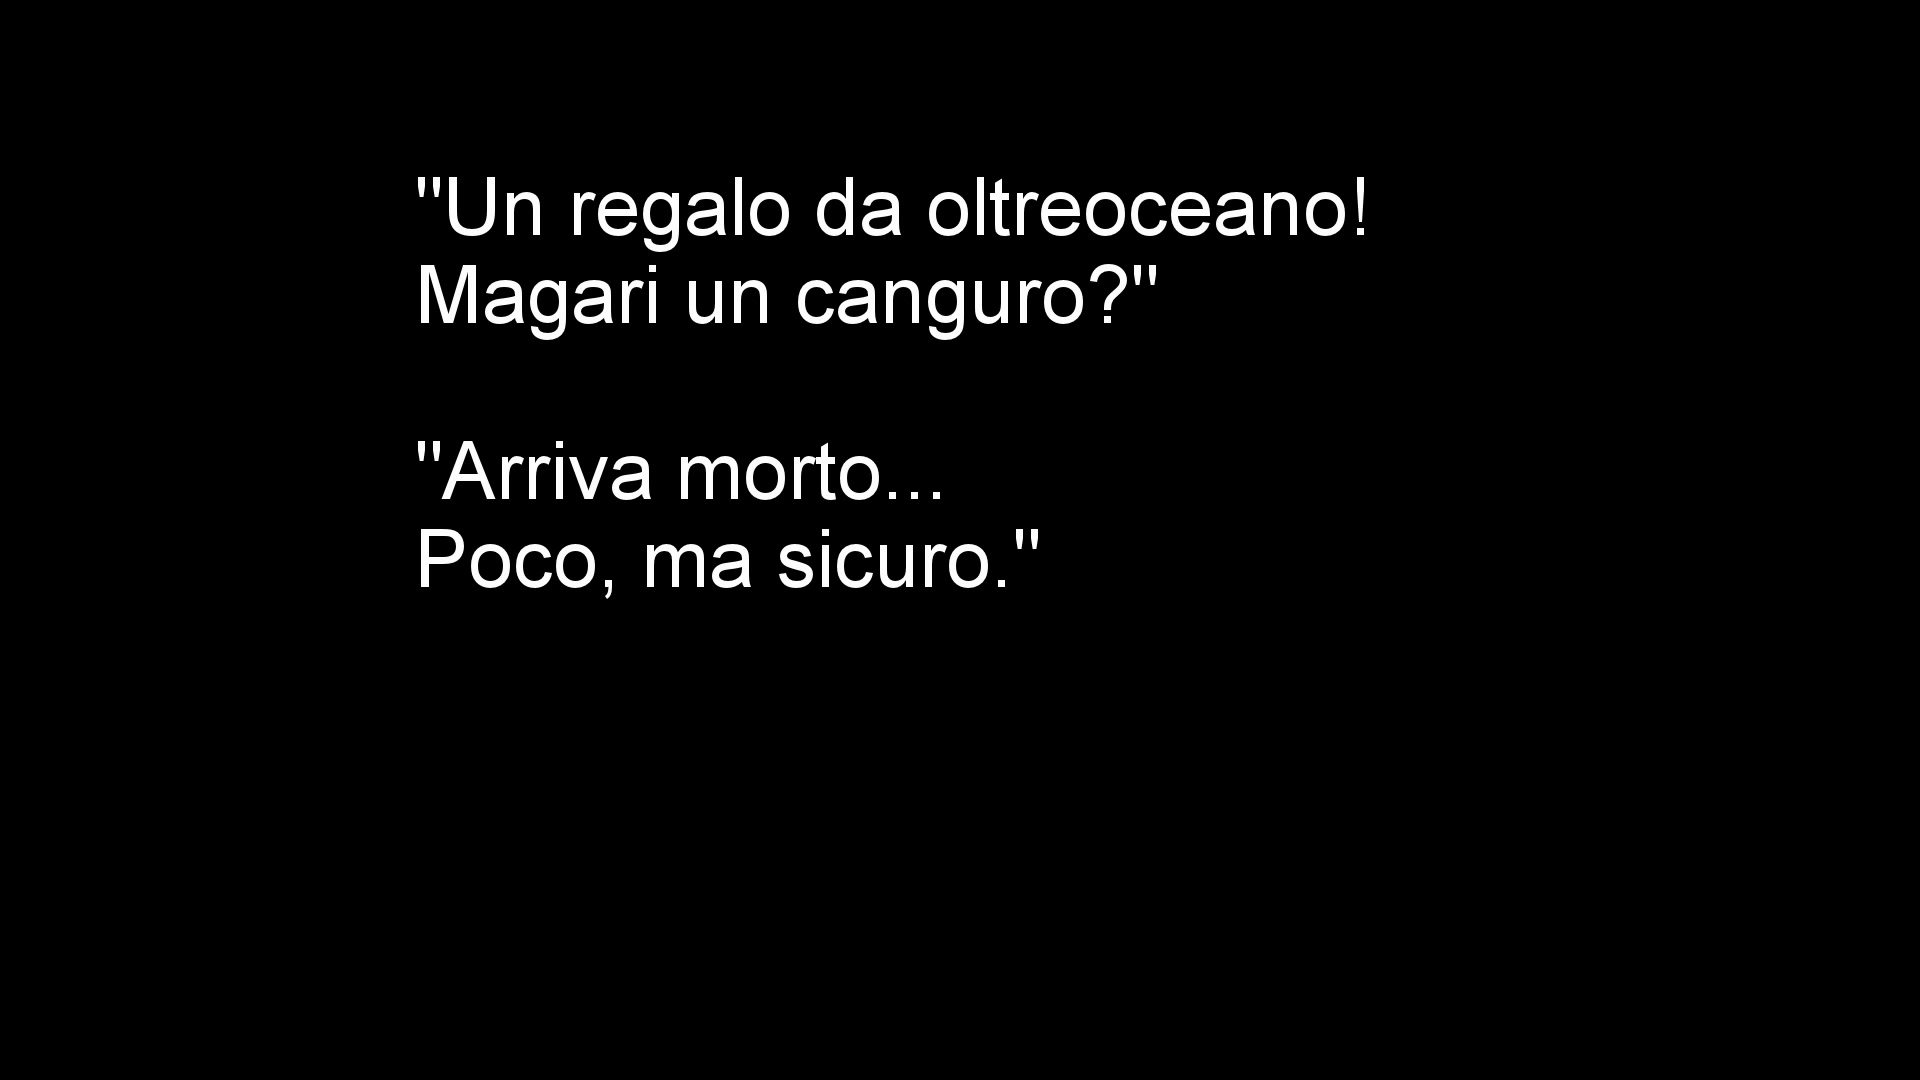 "Un regalo da oltreoceano!
Magari un canguro?"
"Arriva morto...
Poco, ma sicuro."